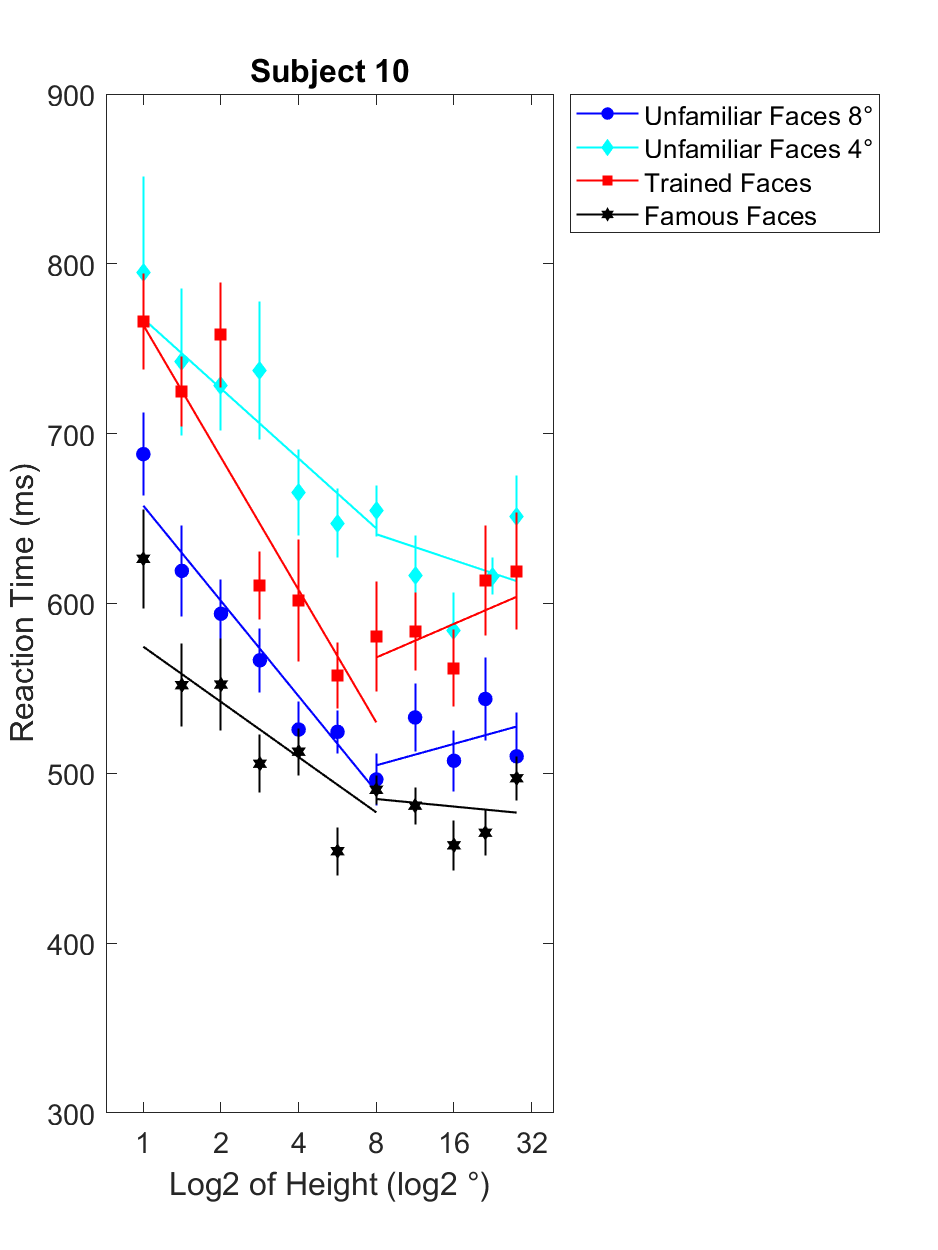 Subject 10
900
800
700
600
500
400
300
Reaction Time (ms)
1 2 4 8 16 32
Log2 of Height (log2 °)
Unfamiliar Faces 8°
Unfamiliar Faces 4°
Trained Faces
Famous Faces